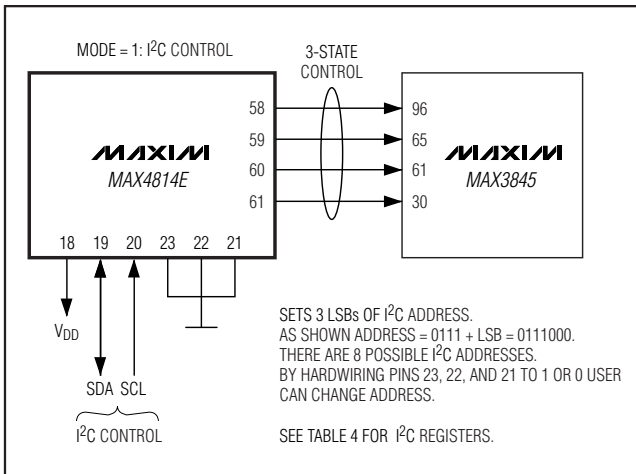 MODE = 1: I²C CONTROL
3-STATE
CONTROL
58
59
60
61
96
65
61
30
MAXIM
MAX4814E
MAXIM
MAX3845
18 19 20 23 22 21
VDD
SDA SCL
I²C CONTROL
SETS 3 LSBs OF I²C ADDRESS.
AS SHOWN ADDRESS = 0111 + LSB = 0111000.
THERE ARE 8 POSSIBLE I²C ADDRESSES.
BY HARDWIRING PINS 23, 22, AND 21 TO 1 OR 0 USER
CAN CHANGE ADDRESS.
SEE TABLE 4 FOR I²C REGISTERS.